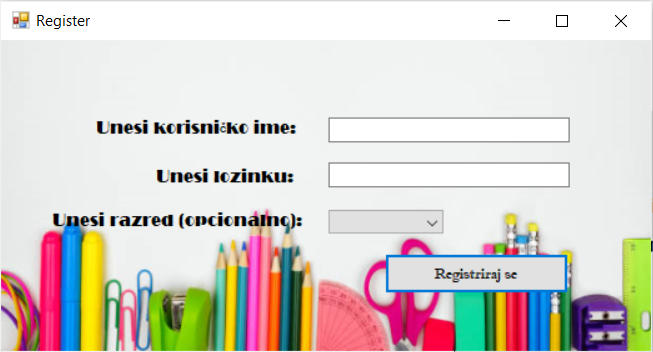 Register
Unesi korisničko ime:
Unesi lozinku:
Unesi razred (opcionalno):
Registriraj se